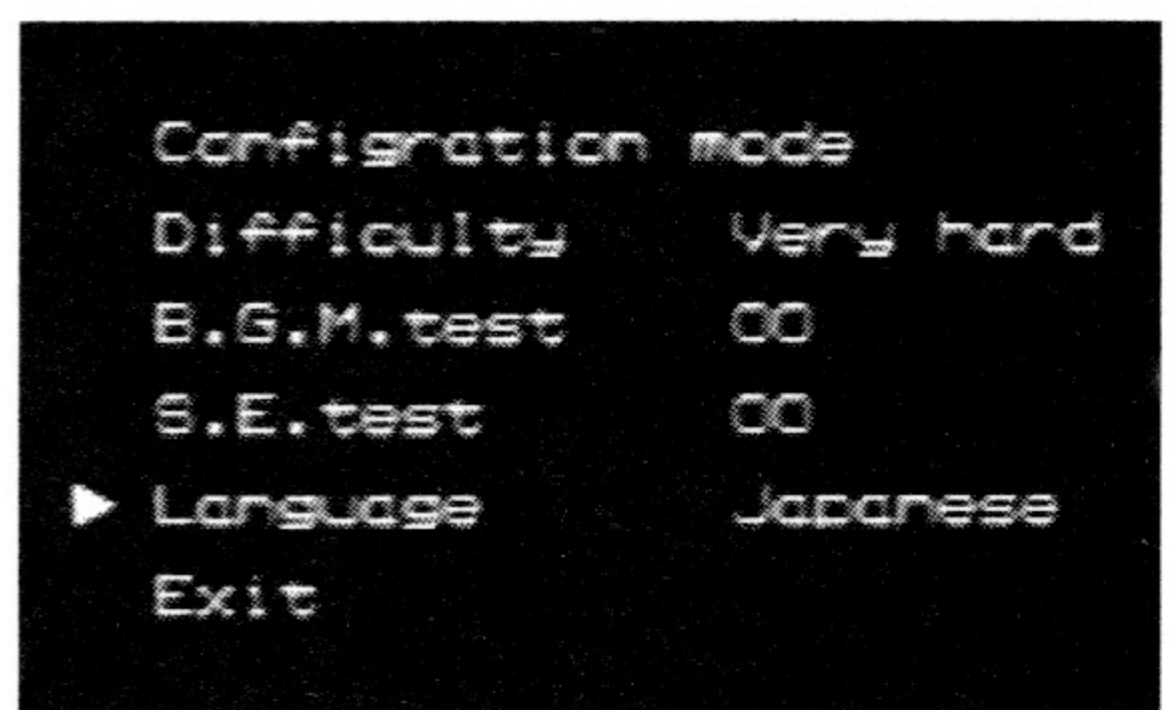 Configration mode
Difficulty Very hard
B.G.M.test 00
S.E.test 00
▶ Language Japanese
Exit